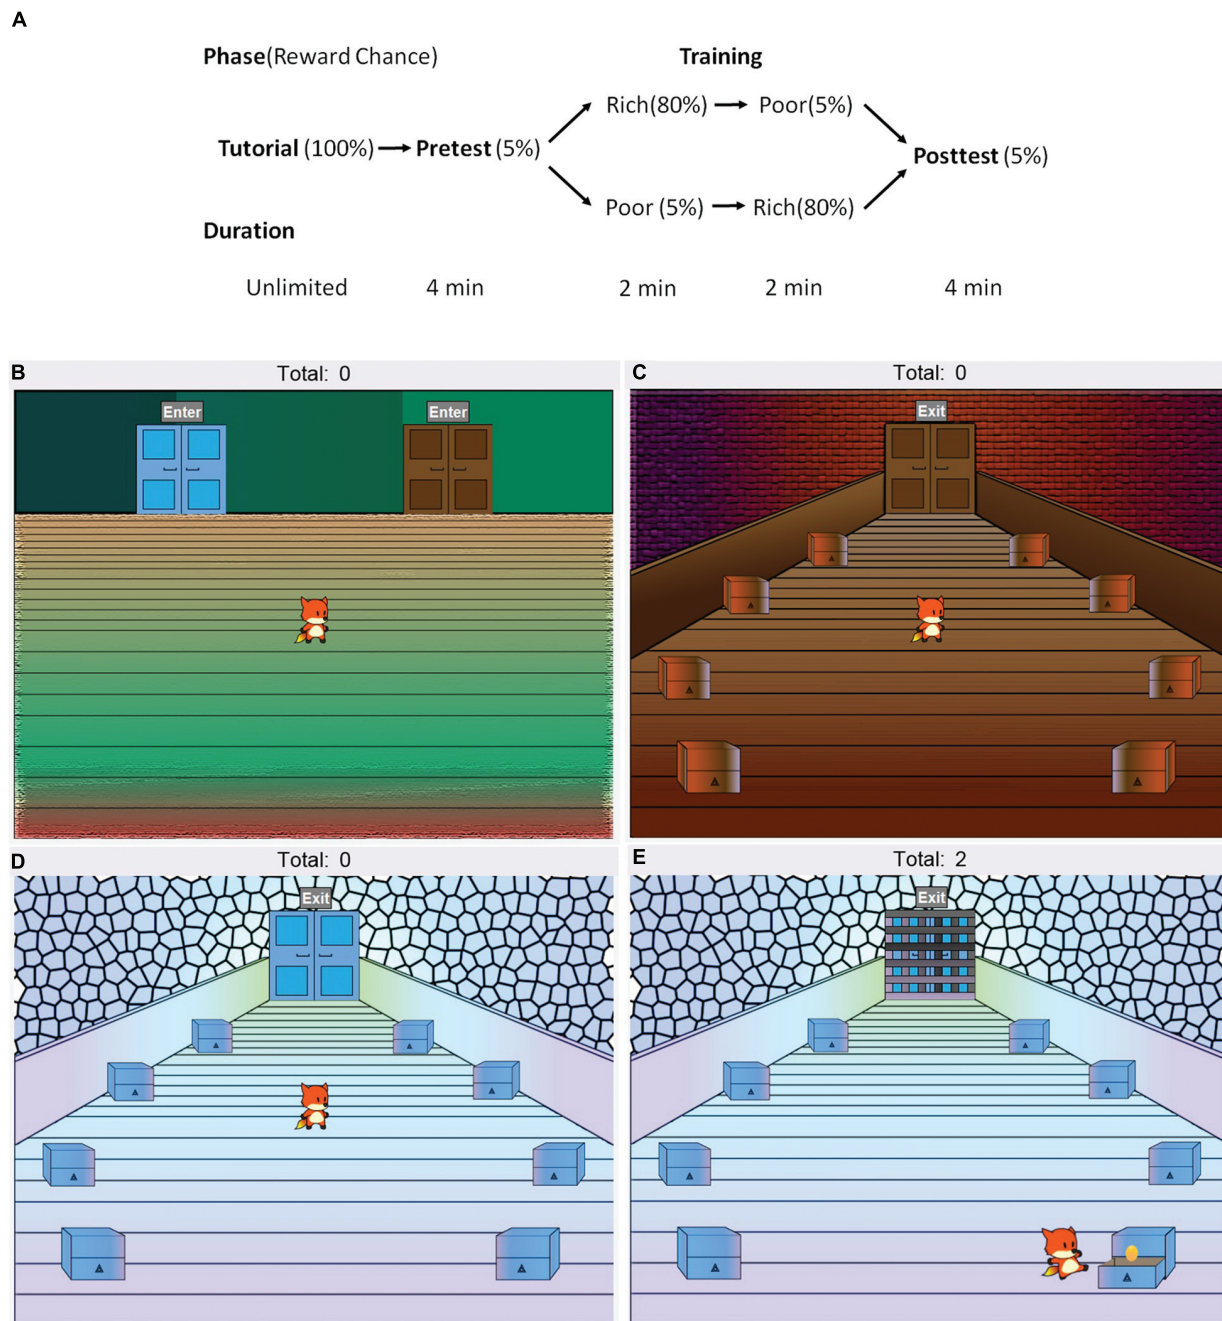 A
Phase(Reward Chance) Training
Rich(80%) Poor(5%)
Tutorial (100%) Pretest (5%) Posttest (5%)
Poor (5%) Rich(80%)
Duration
Unlimited 4 min 2 min 2 min 4 min
B Total: 0
Enter Enter
C Total: 0
Exit
D Total: 0
Exit
E Total: 2
Exit